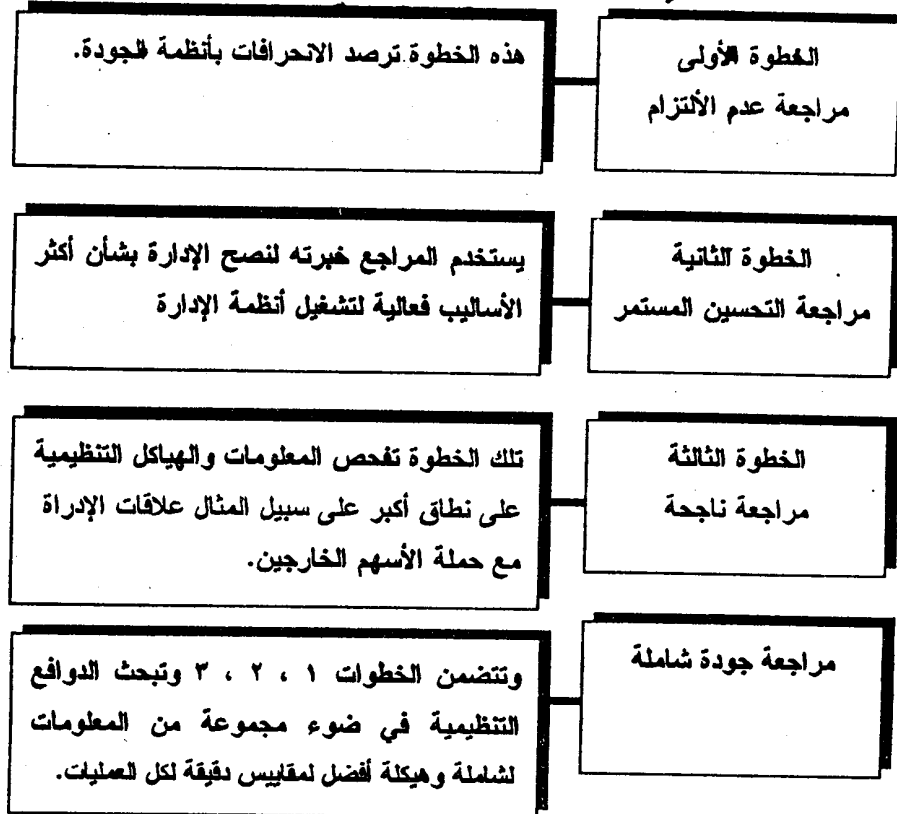 الخطوة الأولى
مراجعة عدم الألتزام
هذه الخطوة ترصد الانحرافات بأنظمة الجودة.
الخطوة الثانية
مراجعة التحسين المستمر
يستخدم المراجع خبرته لنصح الإدارة بشأن أكثر
الأساليب فعالية لتشغيل أنظمة الإدارة
الخطوة الثالثة
مراجعة ناجحة
تلك الخطوة تفحص المعلومات والهياكل التنظيمية
على نطاق أكبر على سبيل المثال علاقات الإدراة
مع حملة الأسهم الخارجين.
مراجعة جودة شاملة
وتتضمن الخطوات ١ ، ٢ ، ٣ وتبحث الدوافع
التنظيمية في ضوء مجموعة من المعلومات
لشاملة وهيكلة أفضل لمقاييس دقيقة لكل العمليات.